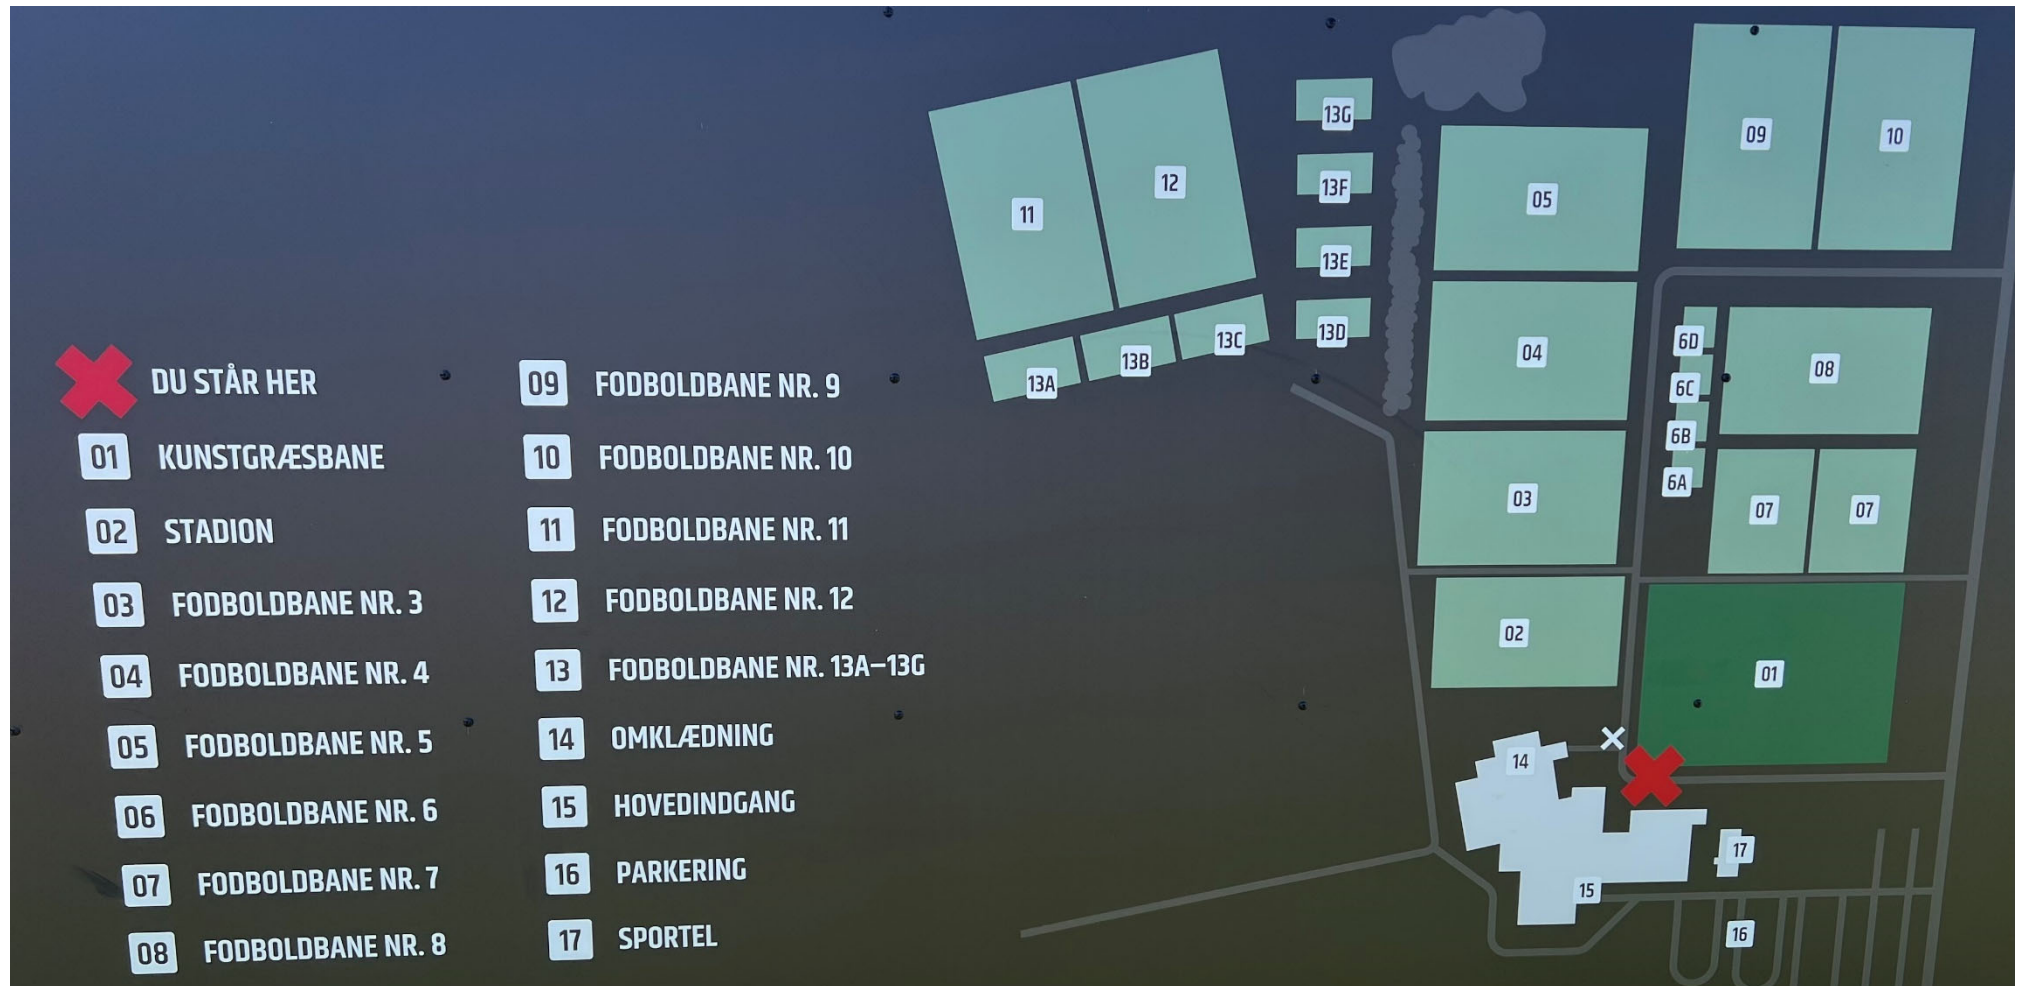 DU STÅR HER
01 KUNSTGRÆSBANE
02 STADION
03 FODBOLDBANE NR. 3
04 FODBOLDBANE NR. 4
05 FODBOLDBANE NR. 5
06 FODBOLDBANE NR. 6
07 FODBOLDBANE NR. 7
08 FODBOLDBANE NR. 8
09 FODBOLDBANE NR. 9
10 FODBOLDBANE NR. 10
11 FODBOLDBANE NR. 11
12 FODBOLDBANE NR. 12
13 FODBOLDBANE NR. 13A–13G
14 OMKLÆDNING
15 HOVEDINDGANG
16 PARKERING
17 SPORTEL
11
12
13A
13B
13C
13G
13F
13E
13D
05
04
03
02
09
10
6D
6C
6B
6A
08
07
07
01
14
15
17
16